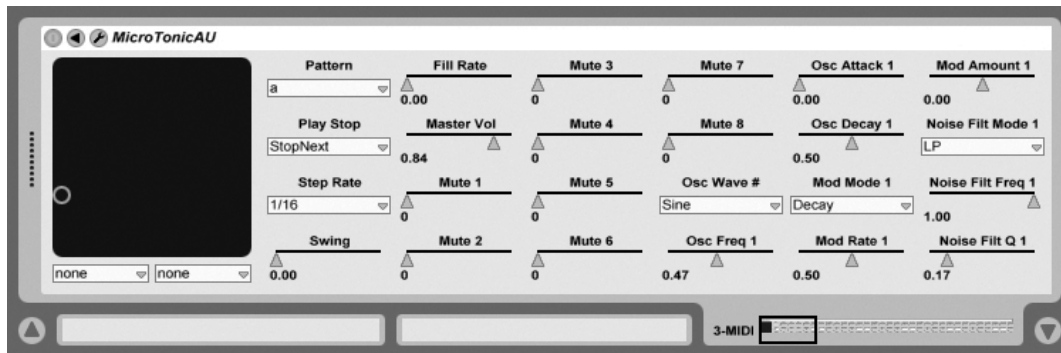 MicroTonicAU
Pattern Fill Rate Mute 3 Mute 7 Osc Attack 1 Mod Amount 1
a 0.00 0 0 0.00 0.00
Play Stop Master Vol Mute 4 Mute 8 Osc Decay 1 Noise Filt Mode 1
StopNext 0.84 0 0 0.50 LP
Step Rate Mute 1 Mute 5 Osc Wave # Mod Mode 1 Noise Filt Freq 1
1/16 0 0 Sine Decay 1.00
Swing Mute 2 Mute 6 Osc Freq 1 Mod Rate 1 Noise Filt Q 1
none none 0.00 0 0 0.47 0.50 0.17
3-MIDI